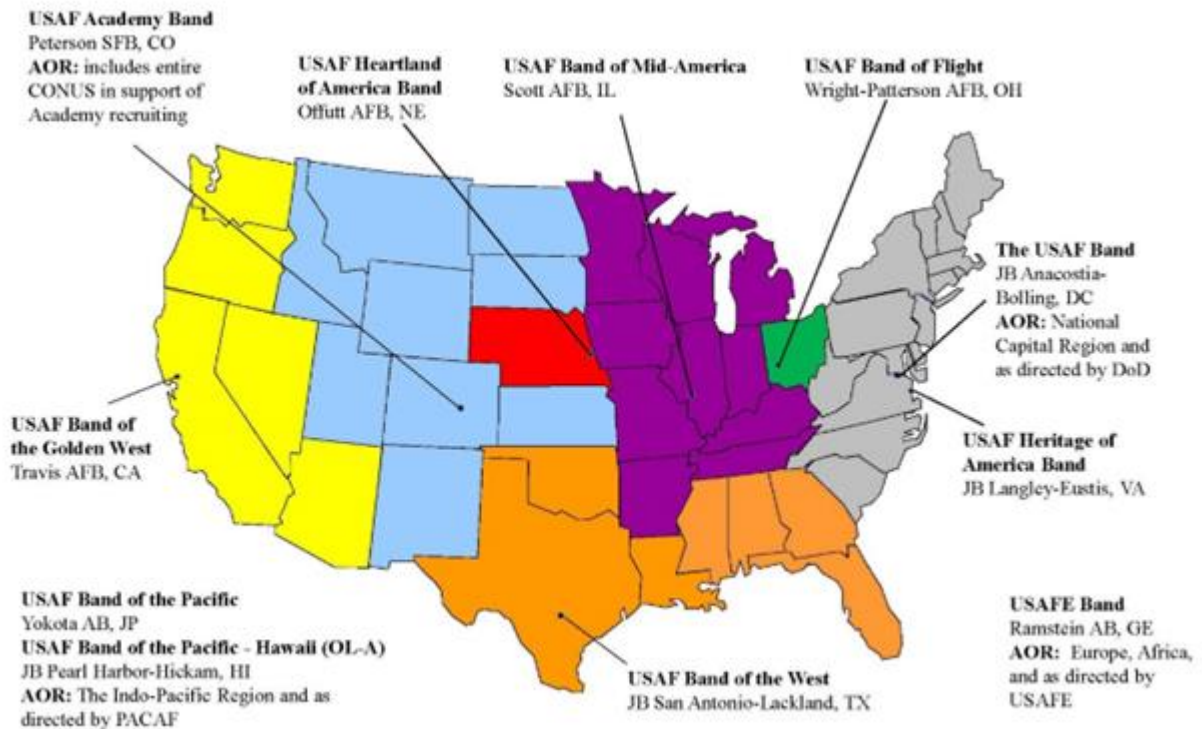 USAF Academy Band
Peterson SFB, CO
AOR: includes entire
CONUS in support of
Academy recruiting
USAF Heartland
of America Band
Offutt AFB, NE
USAF Band of Mid-America
Scott AFB, IL
USAF Band of Flight
Wright-Patterson AFB, OH
The USAF Band
JB Anacostia-
Bolling, DC
AOR: National
Capital Region and
as directed by DoD
USAF Band of
the Golden West
Travis AFB, CA
USAF Heritage of
America Band
JB Langley-Eustis, VA
USAF Band of the Pacific
Yokota AB, JP
USAF Band of the Pacific - Hawaii (OL-A)
JB Pearl Harbor-Hickam, HI
AOR: The Indo-Pacific Region and as
directed by PACAF
USAF Band of the West
JB San Antonio-Lackland, TX
USAFE Band
Ramstein AB, GE
AOR: Europe, Africa,
and as directed by
USAFE